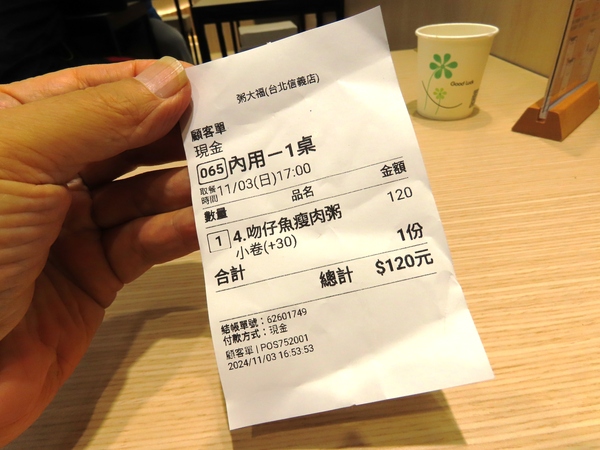 粥大福(台北信義店)
顧客單
現金
065 內用－1桌
取餐時間 11/03(日)17:00
數量 品名 金額
1 4.吻仔魚瘦肉粥 120
小卷(+30)
合計 1份
總計 $120元
結帳單號：62601749
付款方式：現金
顧客單 | POS752001
2024/11/03 16:53:53
Good Luck